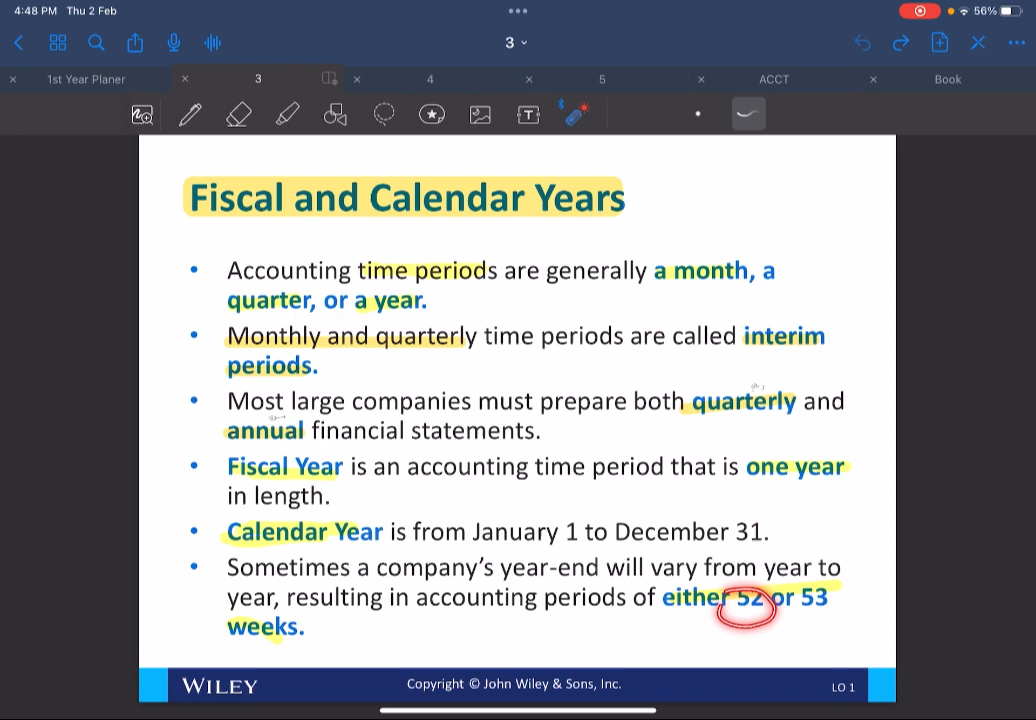 4:48 PM Thu 2 Feb
56%
3
1st Year Planer
3
4
5
ACCT
Book
T
Fiscal and Calendar Years
• Accounting time periods are generally a month, a
quarter, or a year.
• Monthly and quarterly time periods are called interim
periods.
• Most large companies must prepare both quarterly and
annual financial statements.
• Fiscal Year is an accounting time period that is one year
in length.
• Calendar Year is from January 1 to December 31.
• Sometimes a company's year-end will vary from year to
year, resulting in accounting periods of either 52 or 53
weeks.
WILEY
Copyright © John Wiley & Sons, Inc.
LO 1